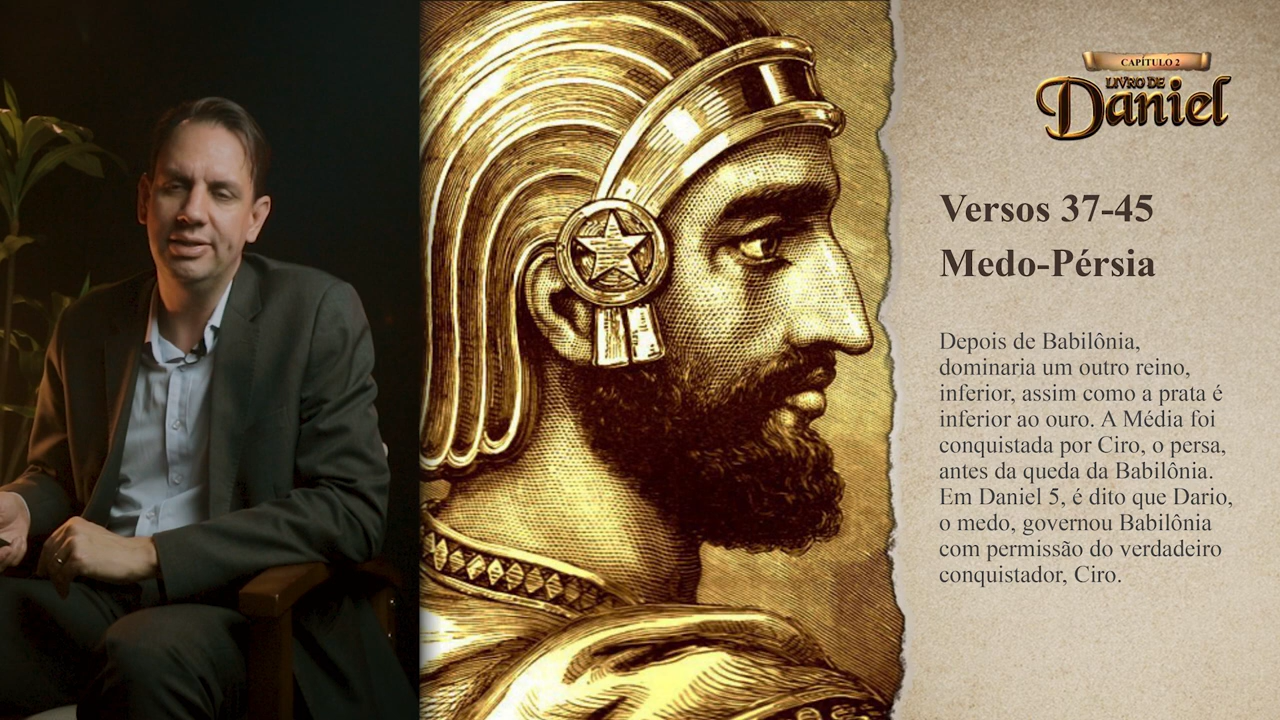 CAPÍTULO 2
LIVRO DE
Daniel
Versos 37-45
Medo-Pérsia
Depois de Babilônia,
dominaria um outro reino,
inferior, assim como a prata é
inferior ao ouro. A Média foi
conquistada por Ciro, o persa,
antes da queda da Babilônia.
Em Daniel 5, é dito que Dario,
o medo, governou Babilônia
com permissão do verdadeiro
conquistador, Ciro.